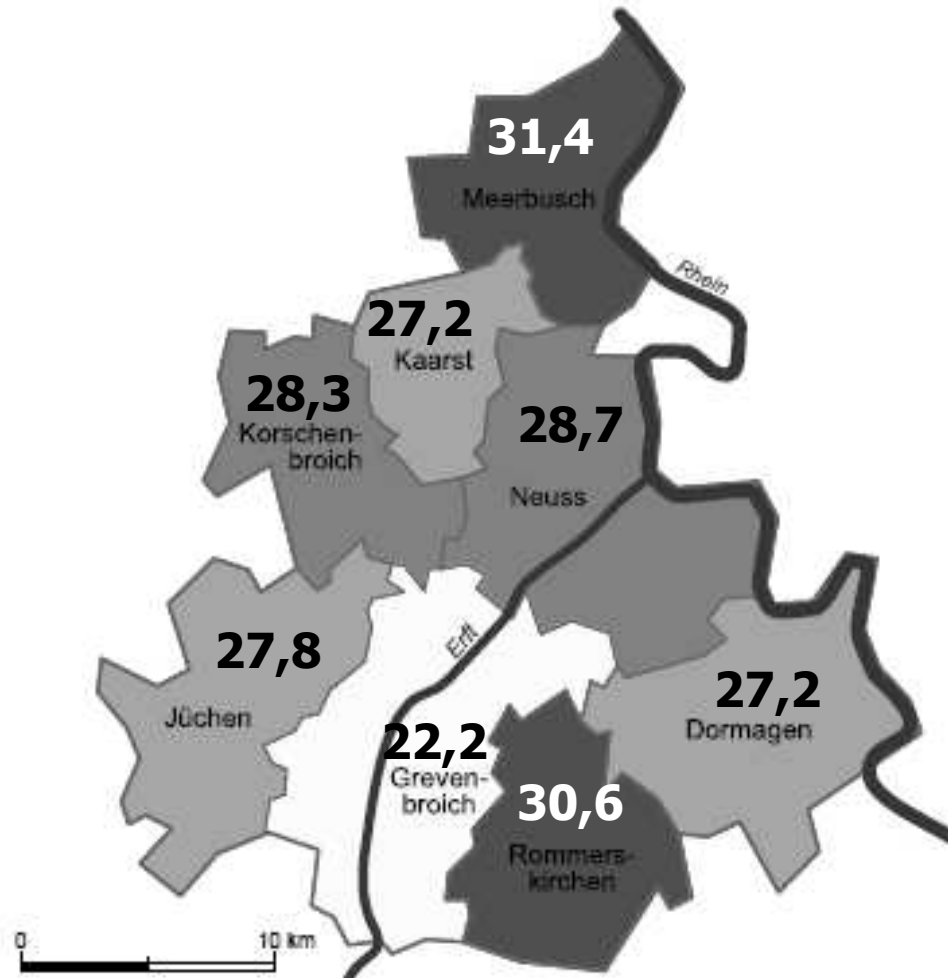 31,4
Meerbusch
Rhein
27,2
Kaarst
28,3
Korschen-
broich
28,7
Neuss
Erft
27,8
Jüchen
27,2
Dormagen
22,2
Greven-
broich
30,6
Rommers-
kirchen
0 10 km